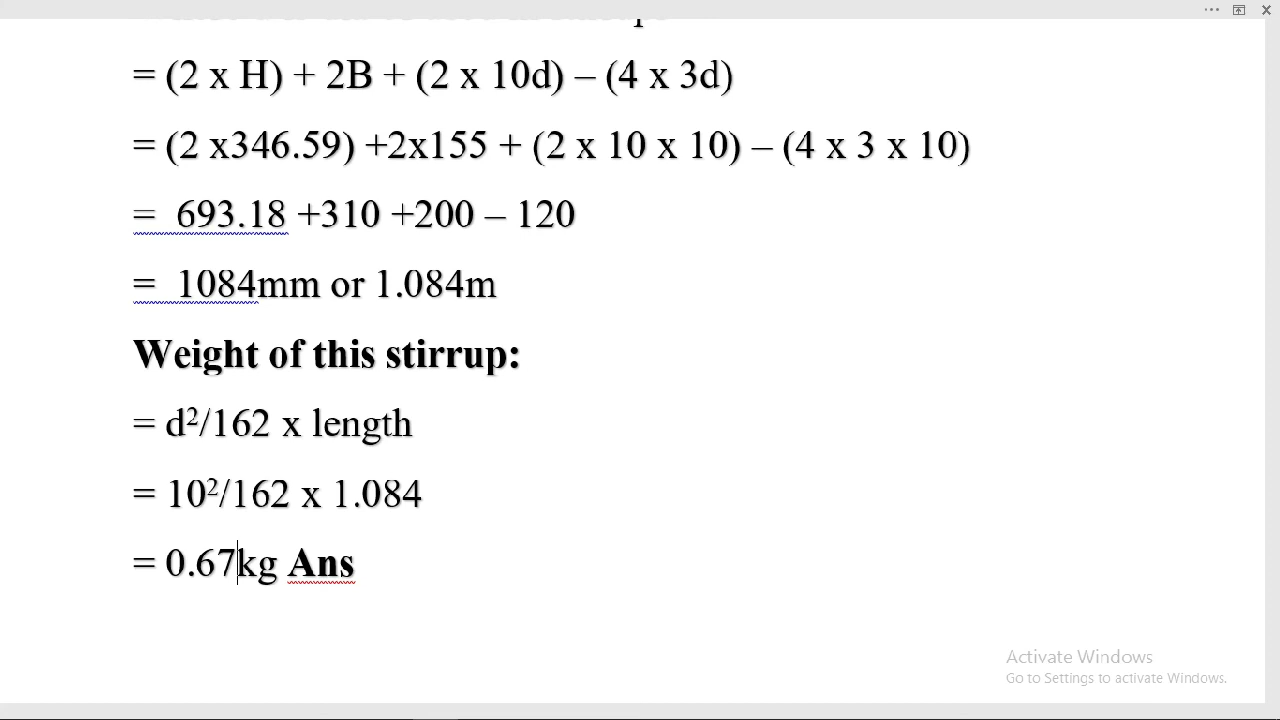 = (2 x H) + 2B + (2 x 10d) – (4 x 3d)
= (2 x346.59) +2x155 + (2 x 10 x 10) – (4 x 3 x 10)
= 693.18 +310 +200 – 120
= 1084mm or 1.084m
Weight of this stirrup:
= d²/162 x length
= 10²/162 x 1.084
= 0.67kg Ans
Activate Windows
Go to Settings to activate Windows.